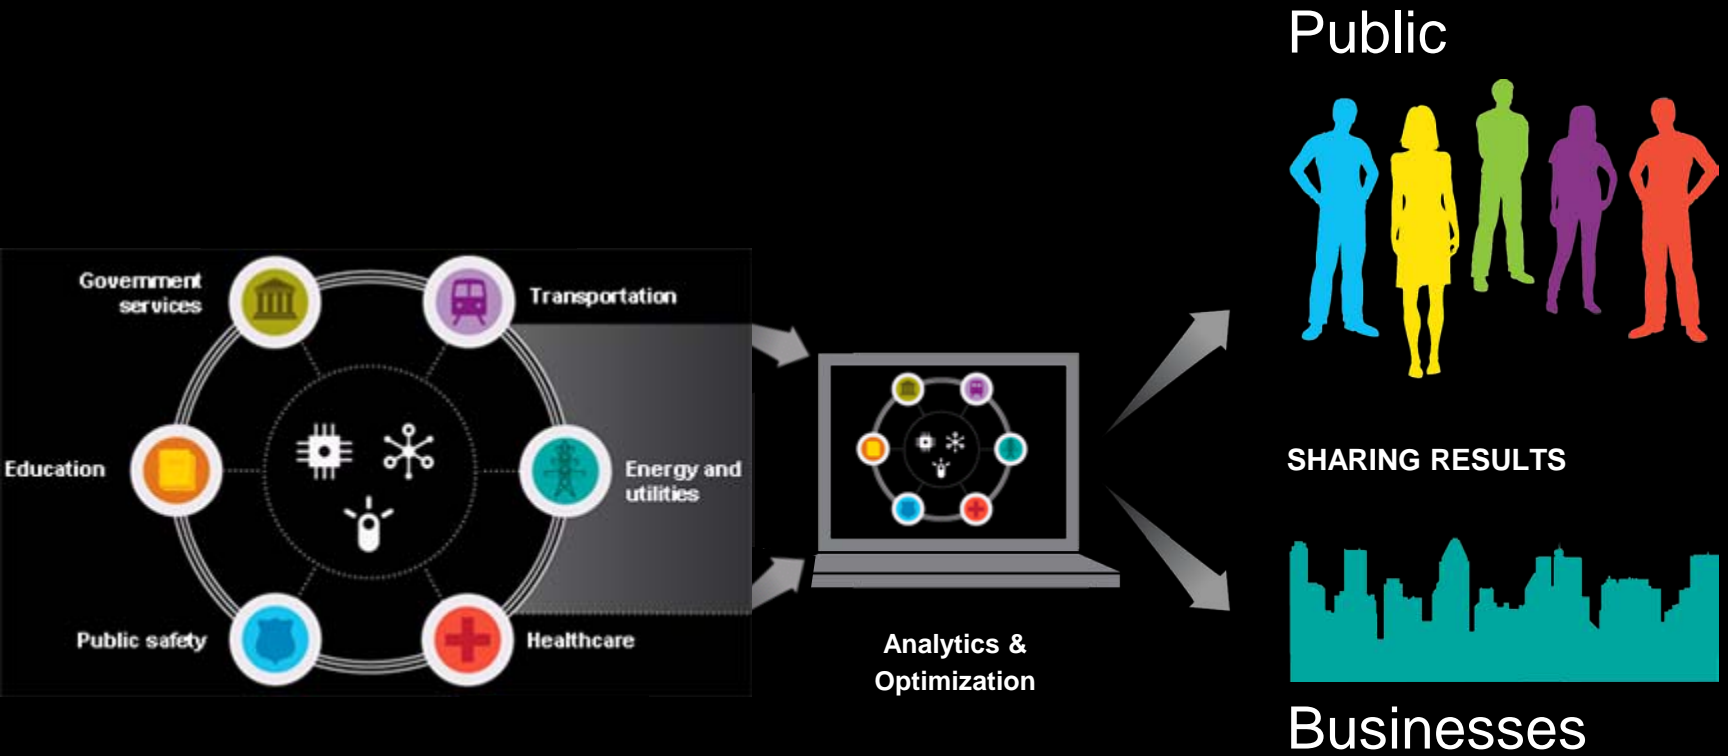 Public
Government
services
Transportation
Education
Energy and
utilities
SHARING RESULTS
Public safety
Healthcare
Analytics &
Optimization
Businesses